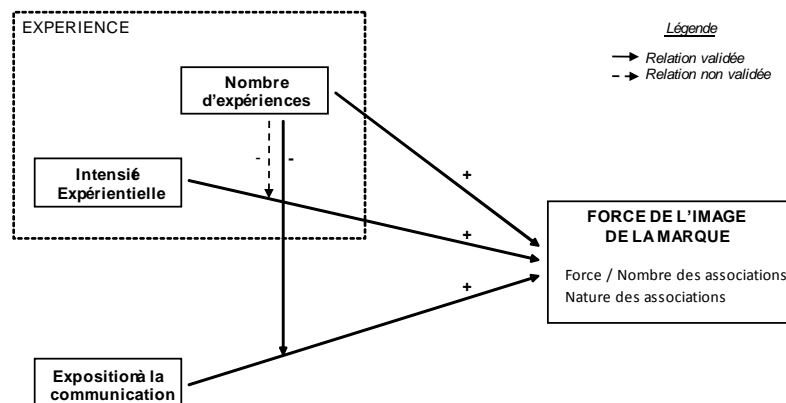 EXPERIENCE
Légende
Relation validée
Relation non validée
Nombre
d'expériences
-
-
+
Intensié
Expérientielle
+
FORCE DE L'IMAGE
DE LA MARQUE
Force / Nombre des associations
Nature des associations
+
Exposition à la
communication